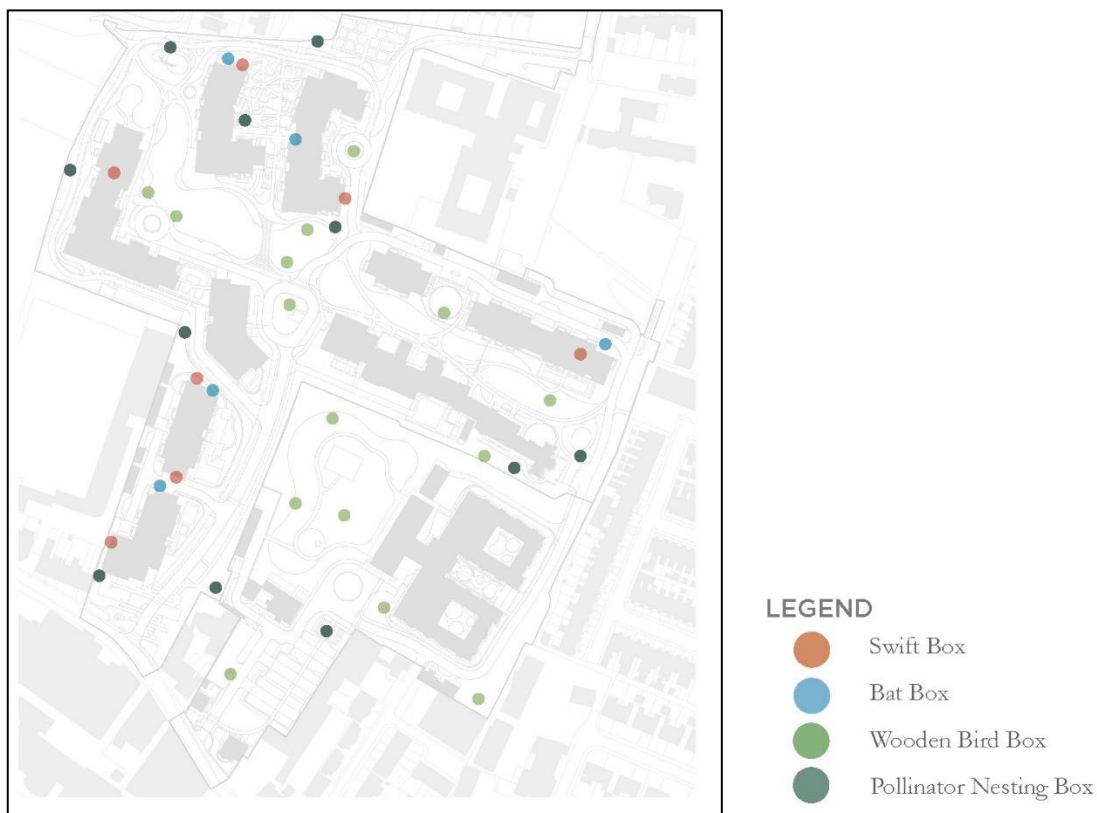 LEGEND
Swift Box
Bat Box
Wooden Bird Box
Pollinator Nesting Box